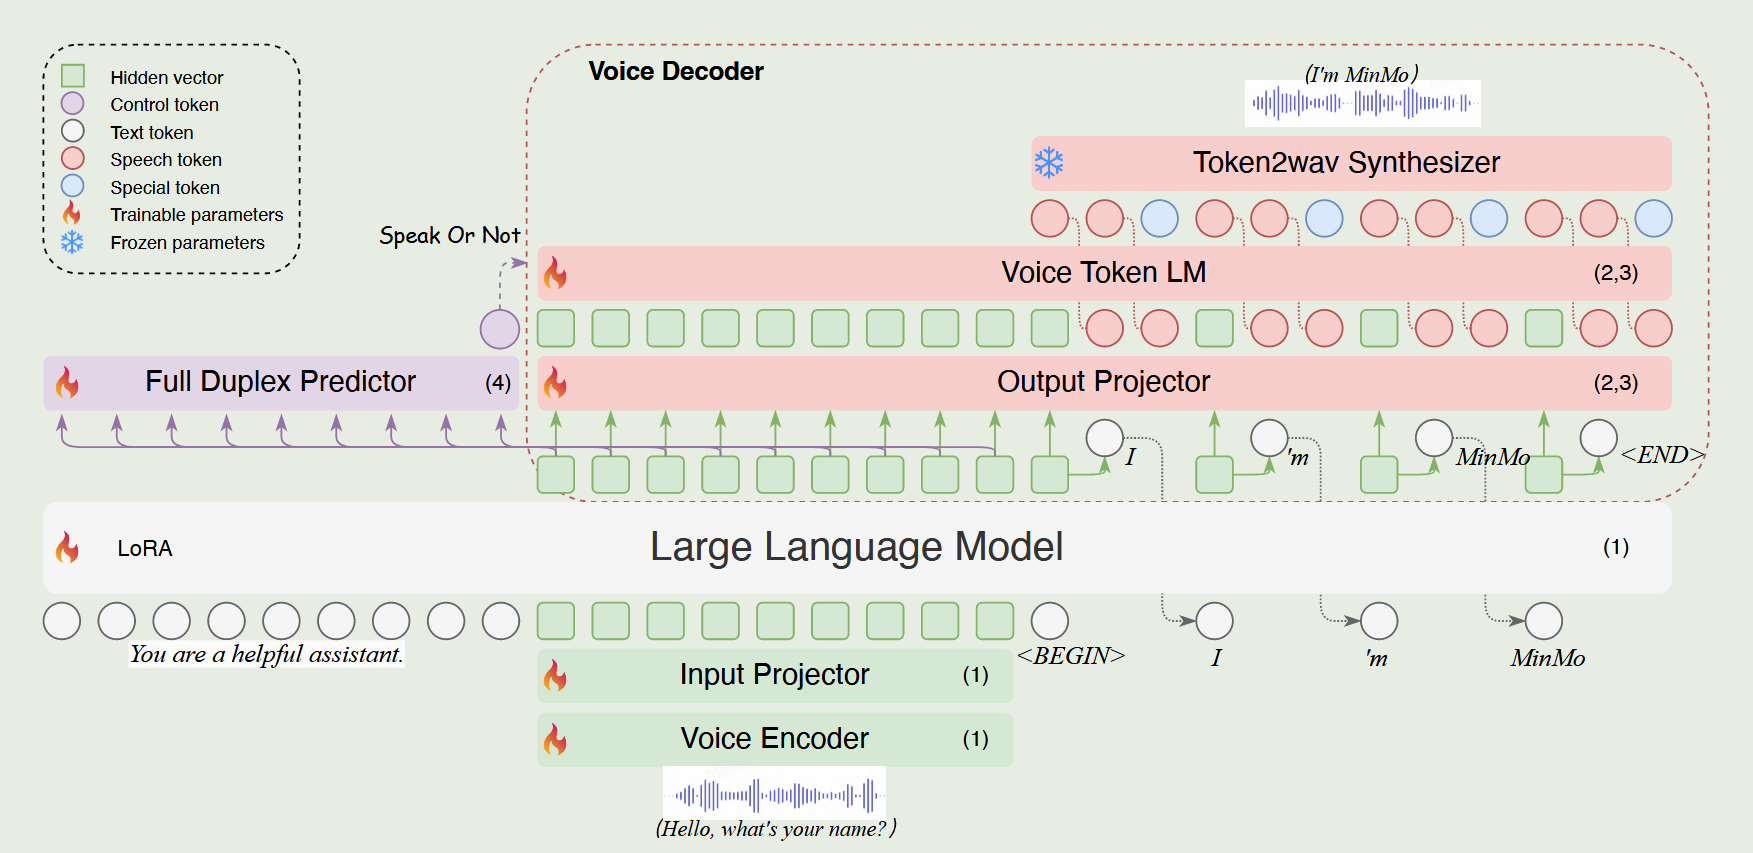 Voice Decoder
(I'm MinMo)
Hidden vector
Control token
Text token
Speech token
Special token
Trainable parameters
Frozen parameters
Token2wav Synthesizer
Speak Or Not
Voice Token LM (2,3)
Full Duplex Predictor (4)
Output Projector (2,3)
I 'm MinMo <END>
LoRA Large Language Model (1)
You are a helpful assistant.
<BEGIN> I 'm MinMo
Input Projector (1)
Voice Encoder (1)
(Hello, what's your name?)